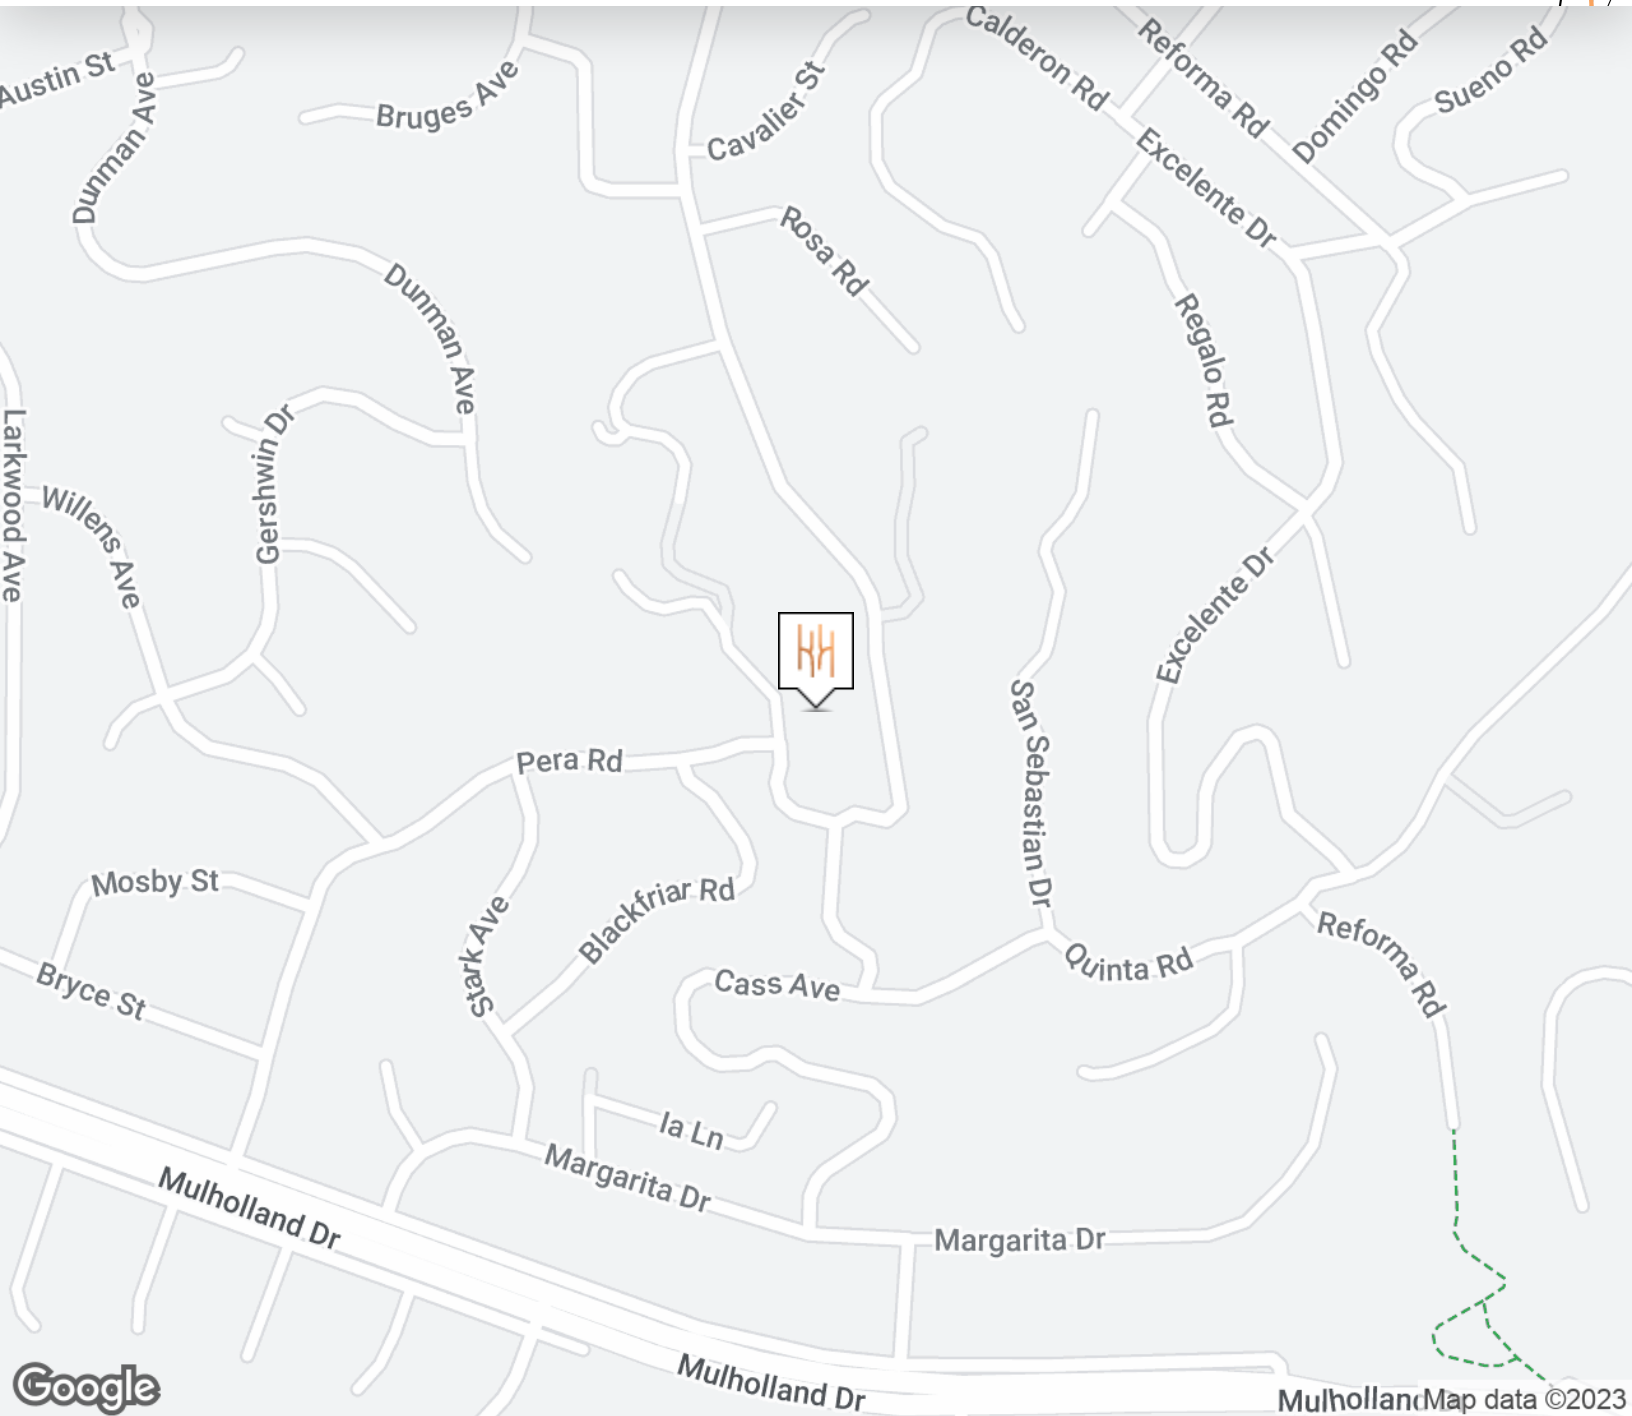 Calderon Rd
Reforma Rd
Domingo Rd
Sueno Rd
Austin St
Dunman Ave
Bruges Ave
Cavalier St
Excelente Dr
Dunman Ave
Rosa Rd
Regalo Rd
Larkwood Ave
Willens Ave
Gershwin Dr
Excelente Dr
San Sebastian Dr
Pera Rd
Mosby St
Stark Ave
Blackfriar Rd
Bryce St
Cass Ave
Quinta Rd
Reforma Rd
Ia Ln
Margarita Dr
Margarita Dr
Mulholland Dr
Mulholland Dr
Google
Mulholland
Map data ©2023